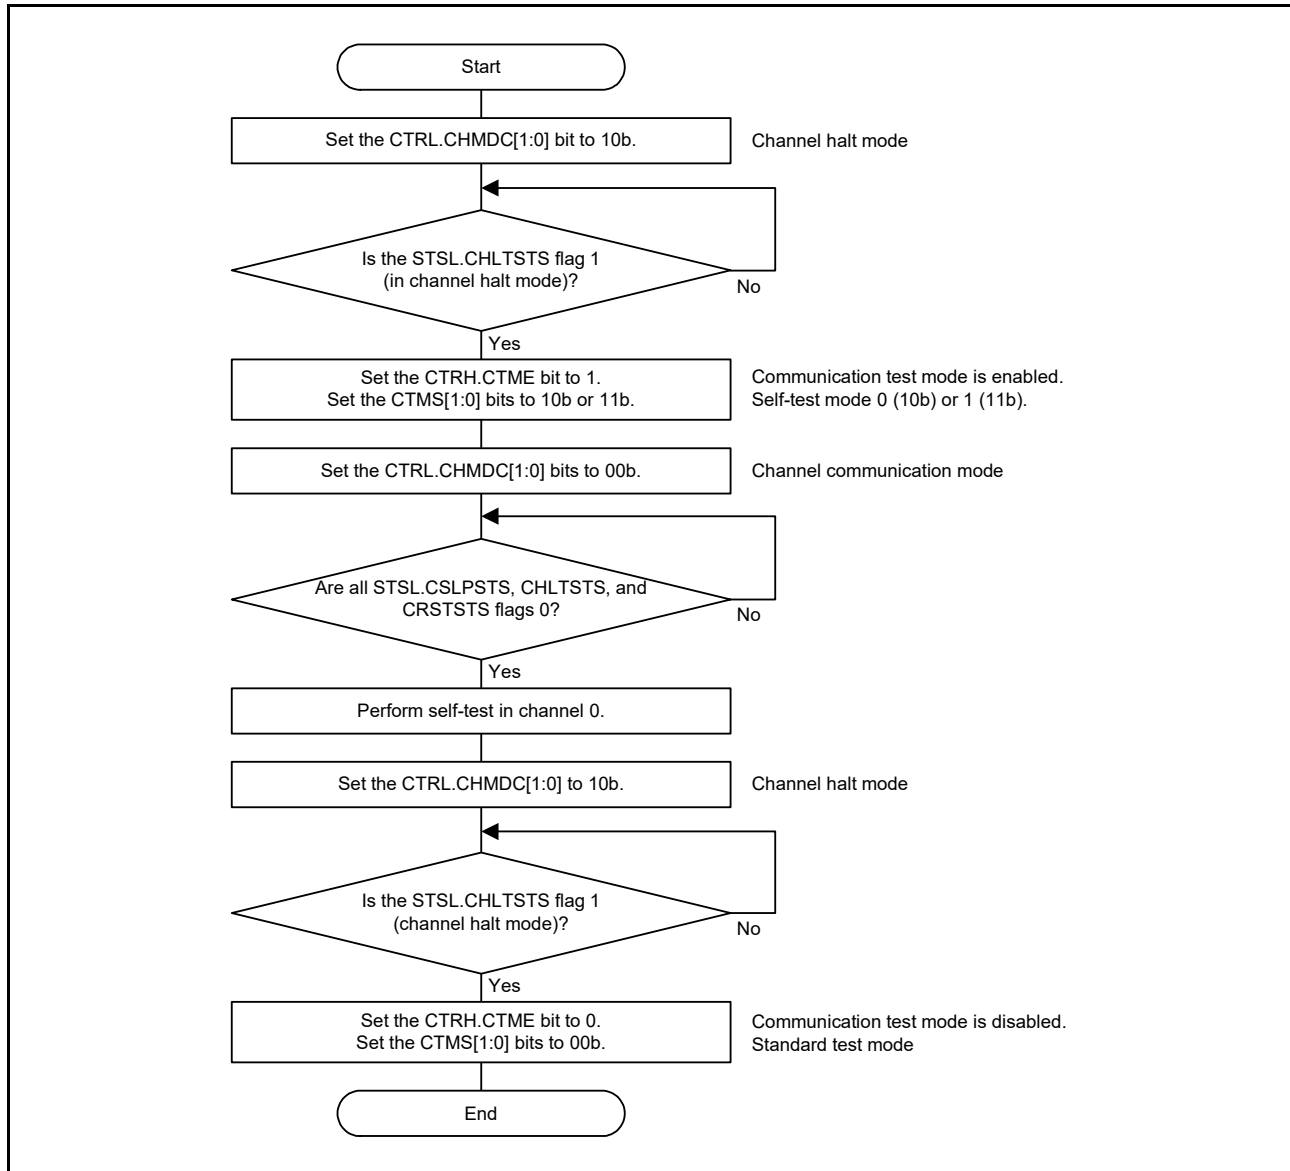 Start
Set the CTRL.CHMDC[1:0] bit to 10b.
Channel halt mode
Is the STSL.CHLTSTS flag 1
(in channel halt mode)?
No
Yes
Set the CTRH.CTME bit to 1.
Set the CTMS[1:0] bits to 10b or 11b.
Communication test mode is enabled.
Self-test mode 0 (10b) or 1 (11b).
Set the CTRL.CHMDC[1:0] bits to 00b.
Channel communication mode
Are all STSL.CSLPSTS, CHLTSTS, and
CRSTSTS flags 0?
No
Yes
Perform self-test in channel 0.
Set the CTRL.CHMDC[1:0] to 10b.
Channel halt mode
Is the STSL.CHLTSTS flag 1
(channel halt mode)?
No
Yes
Set the CTRH.CTME bit to 0.
Set the CTMS[1:0] bits to 00b.
Communication test mode is disabled.
Standard test mode
End